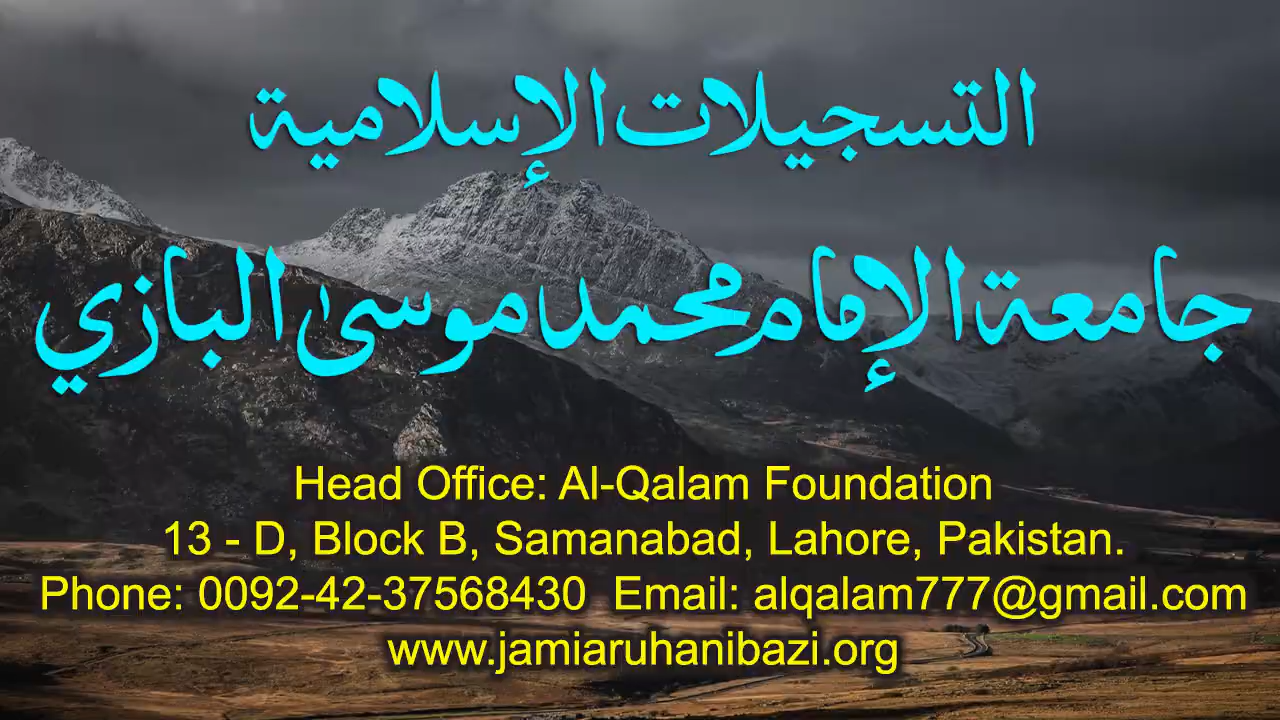 التسجيلات الإسلامية
جامعة الإمام محمد موسىٰ البازي
Head Office: Al-Qalam Foundation
13 - D, Block B, Samanabad, Lahore, Pakistan.
Phone: 0092-42-37568430  Email: alqalam777@gmail.com
www.jamiaruhanibazi.org